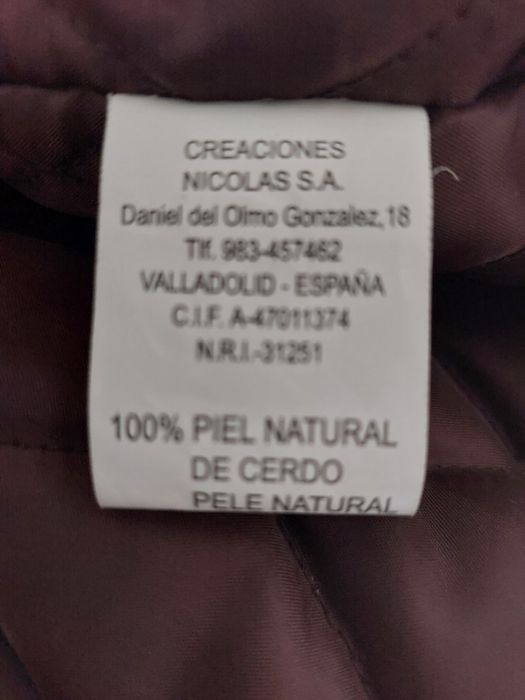 CREACIONES
NICOLAS S.A.
Daniel del Olmo Gonzalez, 18
Tlf. 983-457462
VALLADOLID - ESPAÑA
C.I.F. A-47011374
N.R.I.-31251
100% PIEL NATURAL
DE CERDO
PELE NATURAL